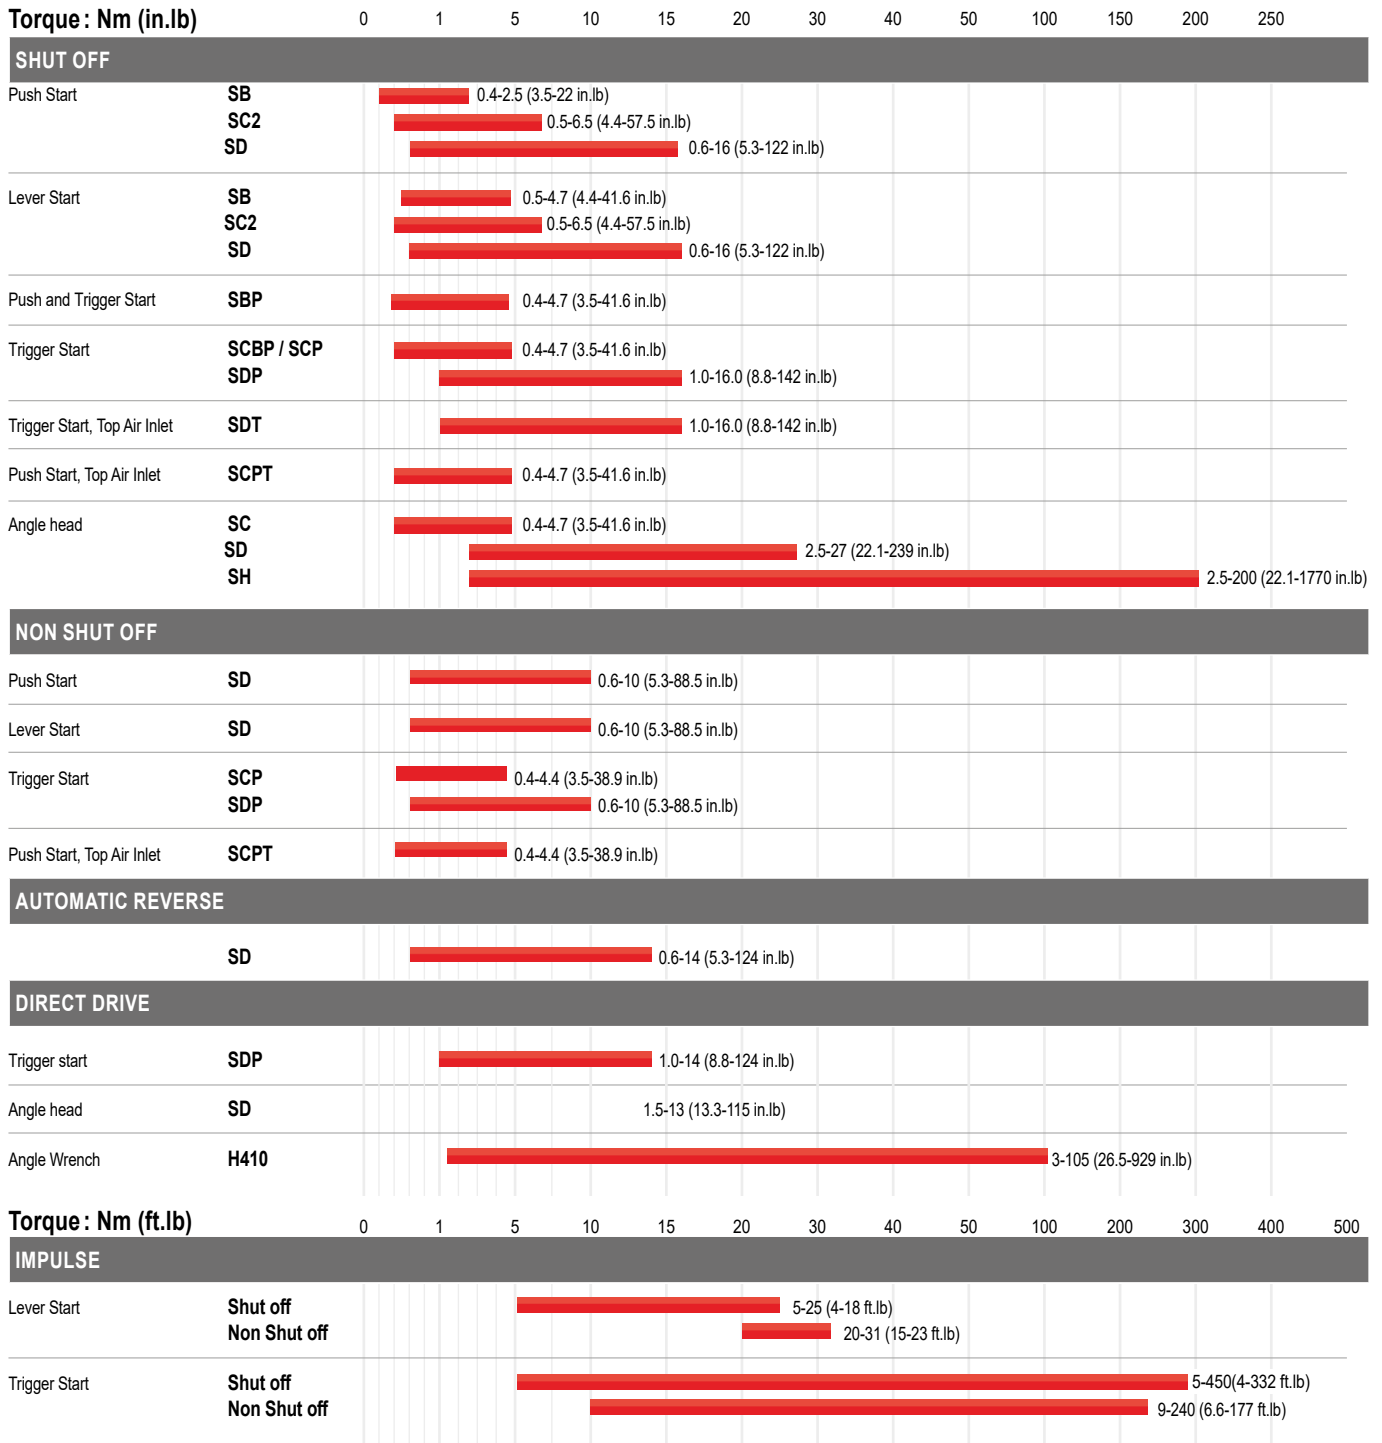 Torque : Nm (in.lb) 0 1 5 10 15 20 30 40 50 100 150 200 250
SHUT OFF
Push Start SB 0.4-2.5 (3.5-22 in.lb)
SC2 0.5-6.5 (4.4-57.5 in.lb)
SD 0.6-16 (5.3-122 in.lb)
Lever Start SB 0.5-4.7 (4.4-41.6 in.lb)
SC2 0.5-6.5 (4.4-57.5 in.lb)
SD 0.6-16 (5.3-122 in.lb)
Push and Trigger Start SBP 0.4-4.7 (3.5-41.6 in.lb)
Trigger Start SCBP / SCP 0.4-4.7 (3.5-41.6 in.lb)
SDP 1.0-16.0 (8.8-142 in.lb)
Trigger Start, Top Air Inlet SDT 1.0-16.0 (8.8-142 in.lb)
Push Start, Top Air Inlet SCPT 0.4-4.7 (3.5-41.6 in.lb)
Angle head SC 0.4-4.7 (3.5-41.6 in.lb)
SD 2.5-27 (22.1-239 in.lb)
SH 2.5-200 (22.1-1770 in.lb)
NON SHUT OFF
Push Start SD 0.6-10 (5.3-88.5 in.lb)
Lever Start SD 0.6-10 (5.3-88.5 in.lb)
Trigger Start SCP 0.4-4.4 (3.5-38.9 in.lb)
SDP 0.6-10 (5.3-88.5 in.lb)
Push Start, Top Air Inlet SCPT 0.4-4.4 (3.5-38.9 in.lb)
AUTOMATIC REVERSE
SD 0.6-14 (5.3-124 in.lb)
DIRECT DRIVE
Trigger start SDP 1.0-14 (8.8-124 in.lb)
Angle head SD 1.5-13 (13.3-115 in.lb)
Angle Wrench H410 3-105 (26.5-929 in.lb)
Torque : Nm (ft.lb) 0 1 5 10 15 20 30 40 50 100 200 300 400 500
IMPULSE
Lever Start Shut off 5-25 (4-18 ft.lb)
Non Shut off 20-31 (15-23 ft.lb)
Trigger Start Shut off 5-450(4-332 ft.lb)
Non Shut off 9-240 (6.6-177 ft.lb)